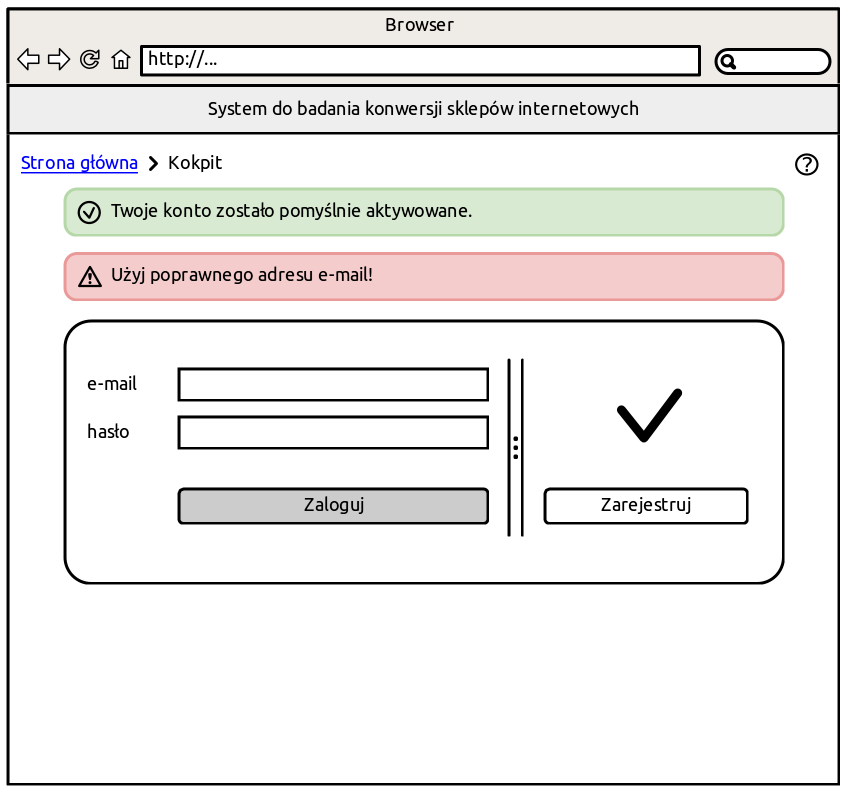 Browser
http://...
System do badania konwersji sklepów internetowych
Strona główna > Kokpit
Twoje konto zostało pomyślnie aktywowane.
Użyj poprawnego adresu e-mail!
e-mail
hasło
Zaloguj
Zarejestruj